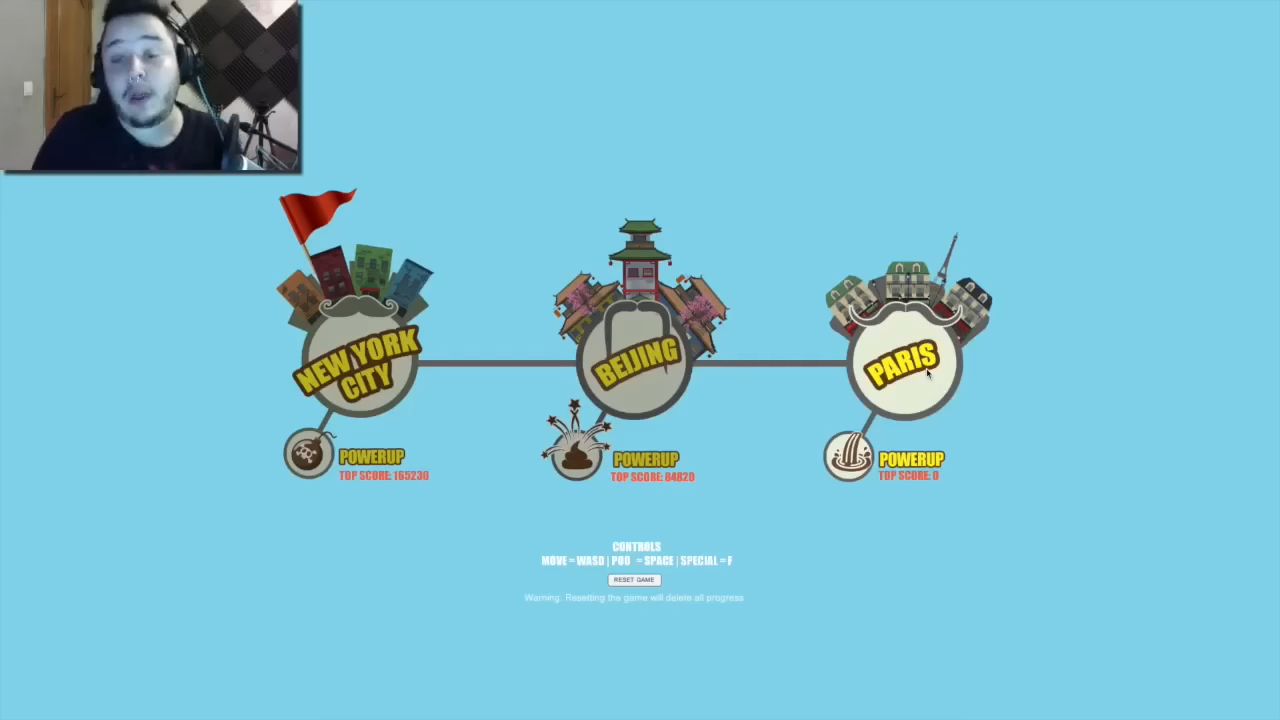 NEW YORK
CITY
BEIJING
PARIS
POWERUP
TOP SCORE: 165230
POWERUP
TOP SCORE: 84820
POWERUP
TOP SCORE: 0
CONTROLS
MOVE = WASD | POO = SPACE | SPECIAL = F
RESET GAME
Warning: Resetting the game will delete all progress